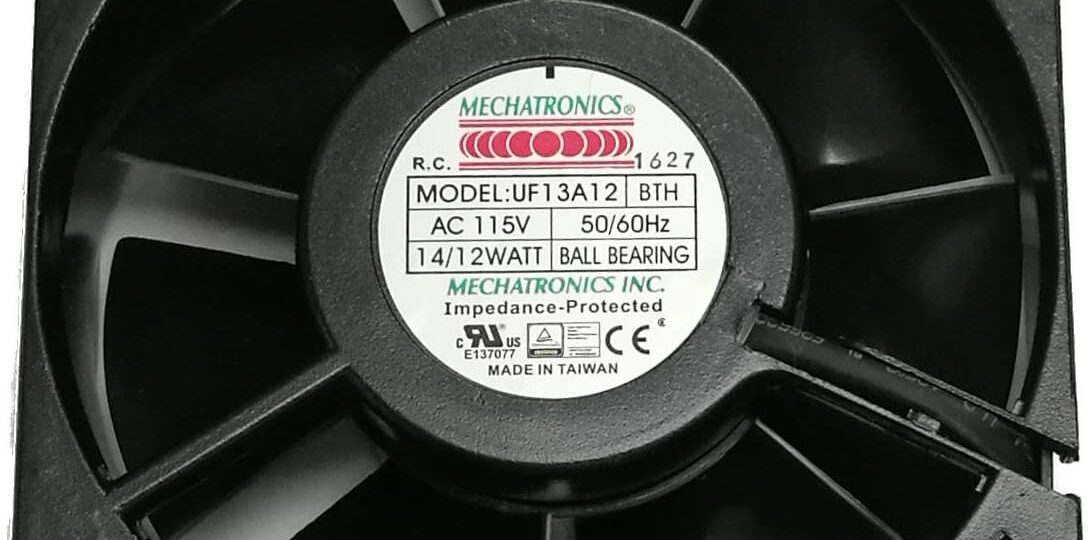 MECHATRONICS®
R.C. 1627
MODEL:UF13A12 BTH
AC 115V 50/60Hz
14/12WATT BALL BEARING
MECHATRONICS INC.
Impedance-Protected
c RU® US CE
E137077
MADE IN TAIWAN